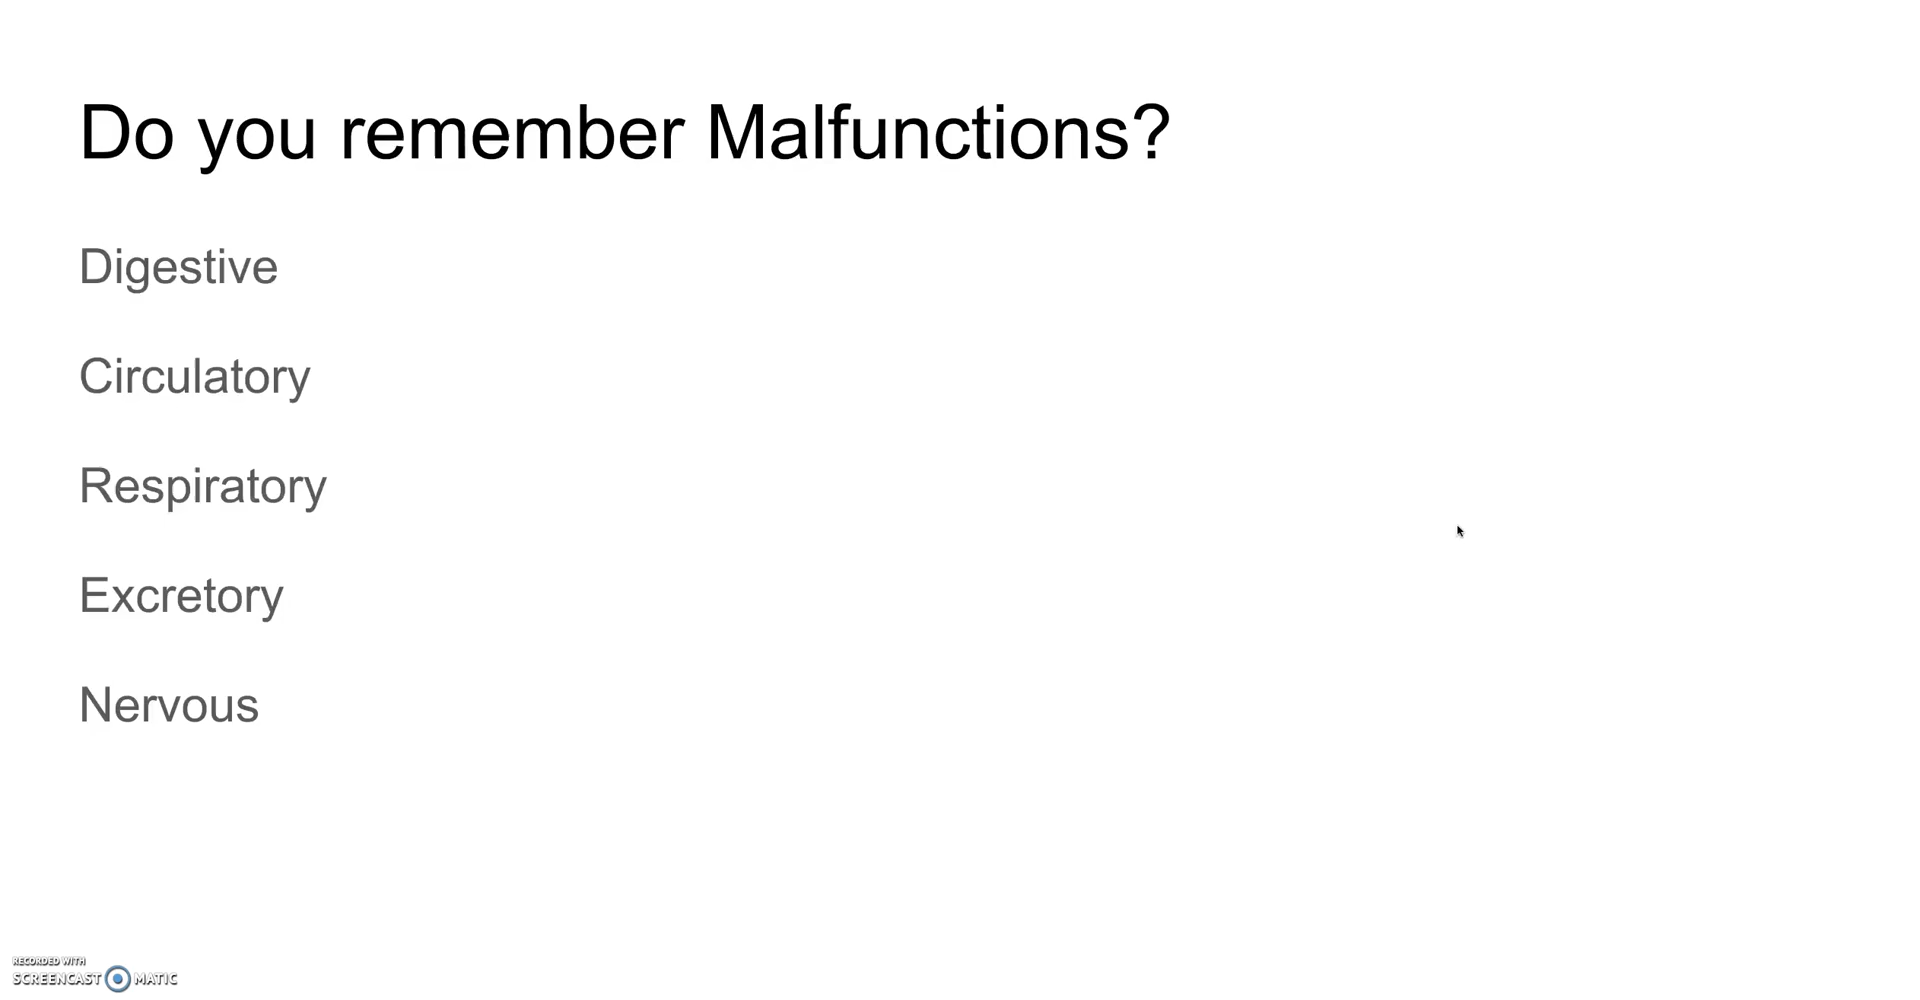 Do you remember Malfunctions?
Digestive
Circulatory
Respiratory
Excretory
Nervous
RECORDED WITH
SCREENCAST MATIC